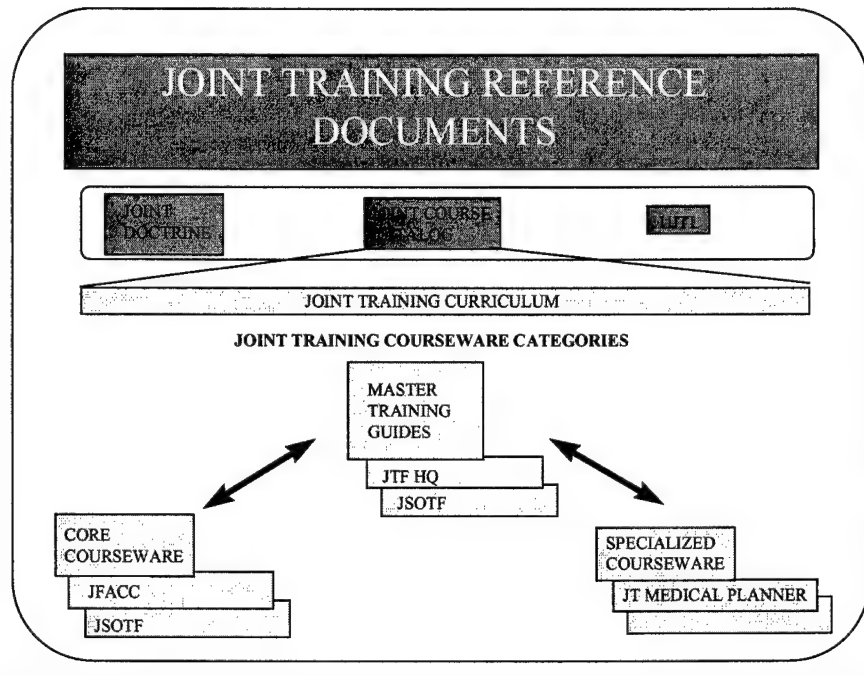 JOINT TRAINING REFERENCE
DOCUMENTS
JOINT
DOCTRINE
JOINT COURSE
CATALOG
UJTL
JOINT TRAINING CURRICULUM
JOINT TRAINING COURSEWARE CATEGORIES
MASTER
TRAINING
GUIDES
JTF HQ
JSOTF
CORE
COURSEWARE
JFACC
JSOTF
SPECIALIZED
COURSEWARE
JT MEDICAL PLANNER